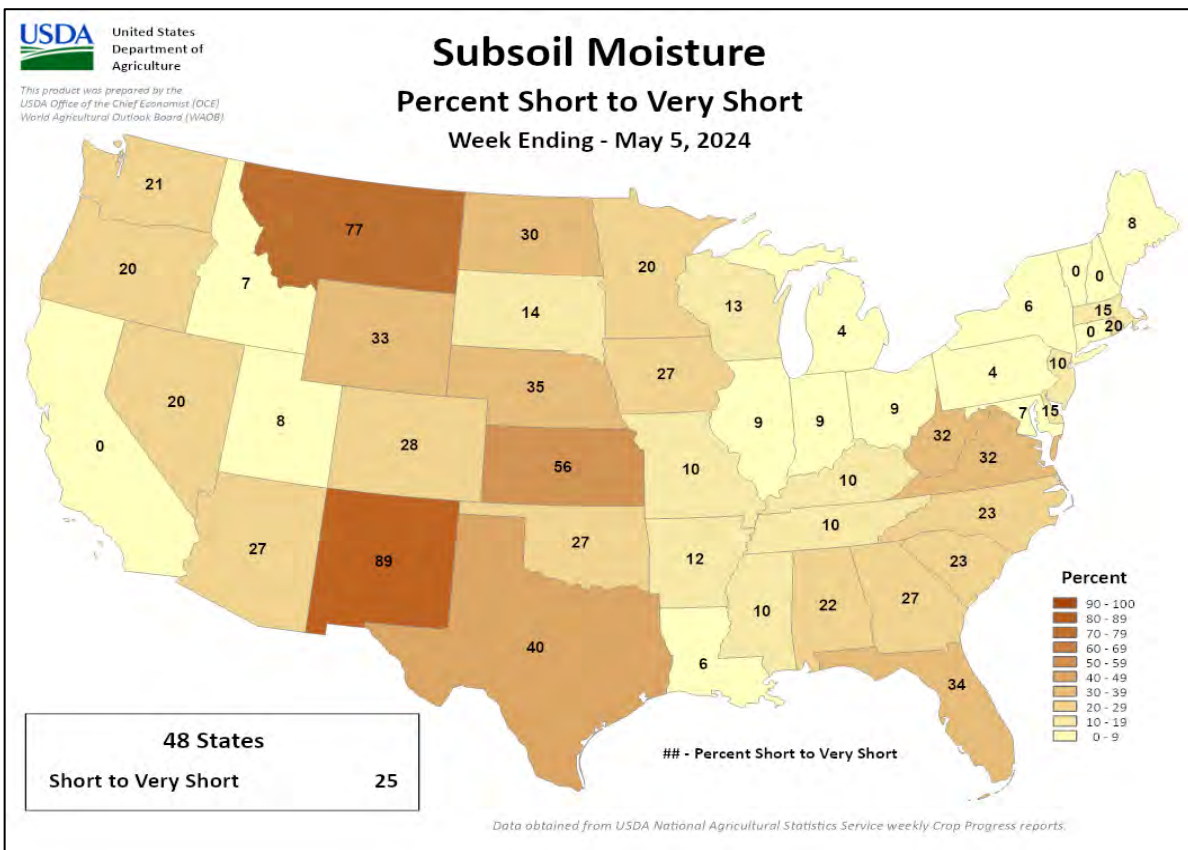 USDA
United States
Department of
Agriculture
This product was prepared by the
USDA Office of the Chief Economist (OCE)
World Agricultural Outlook Board (WAOB)
Subsoil Moisture
Percent Short to Very Short
Week Ending - May 5, 2024
21
77
30
20
8
20
7
14
13
0
0
6
15
33
4
0
20
35
27
4
10
20
8
9
9
9
7
15
0
28
56
10
32
32
10
27
89
27
12
10
23
23
10
22
27
40
6
34
Percent
90 - 100
80 - 89
70 - 79
60 - 69
50 - 59
40 - 49
30 - 39
20 - 29
10 - 19
0 - 9
48 States
Short to Very Short 25
## - Percent Short to Very Short
Data obtained from USDA National Agricultural Statistics Service weekly Crop Progress reports.